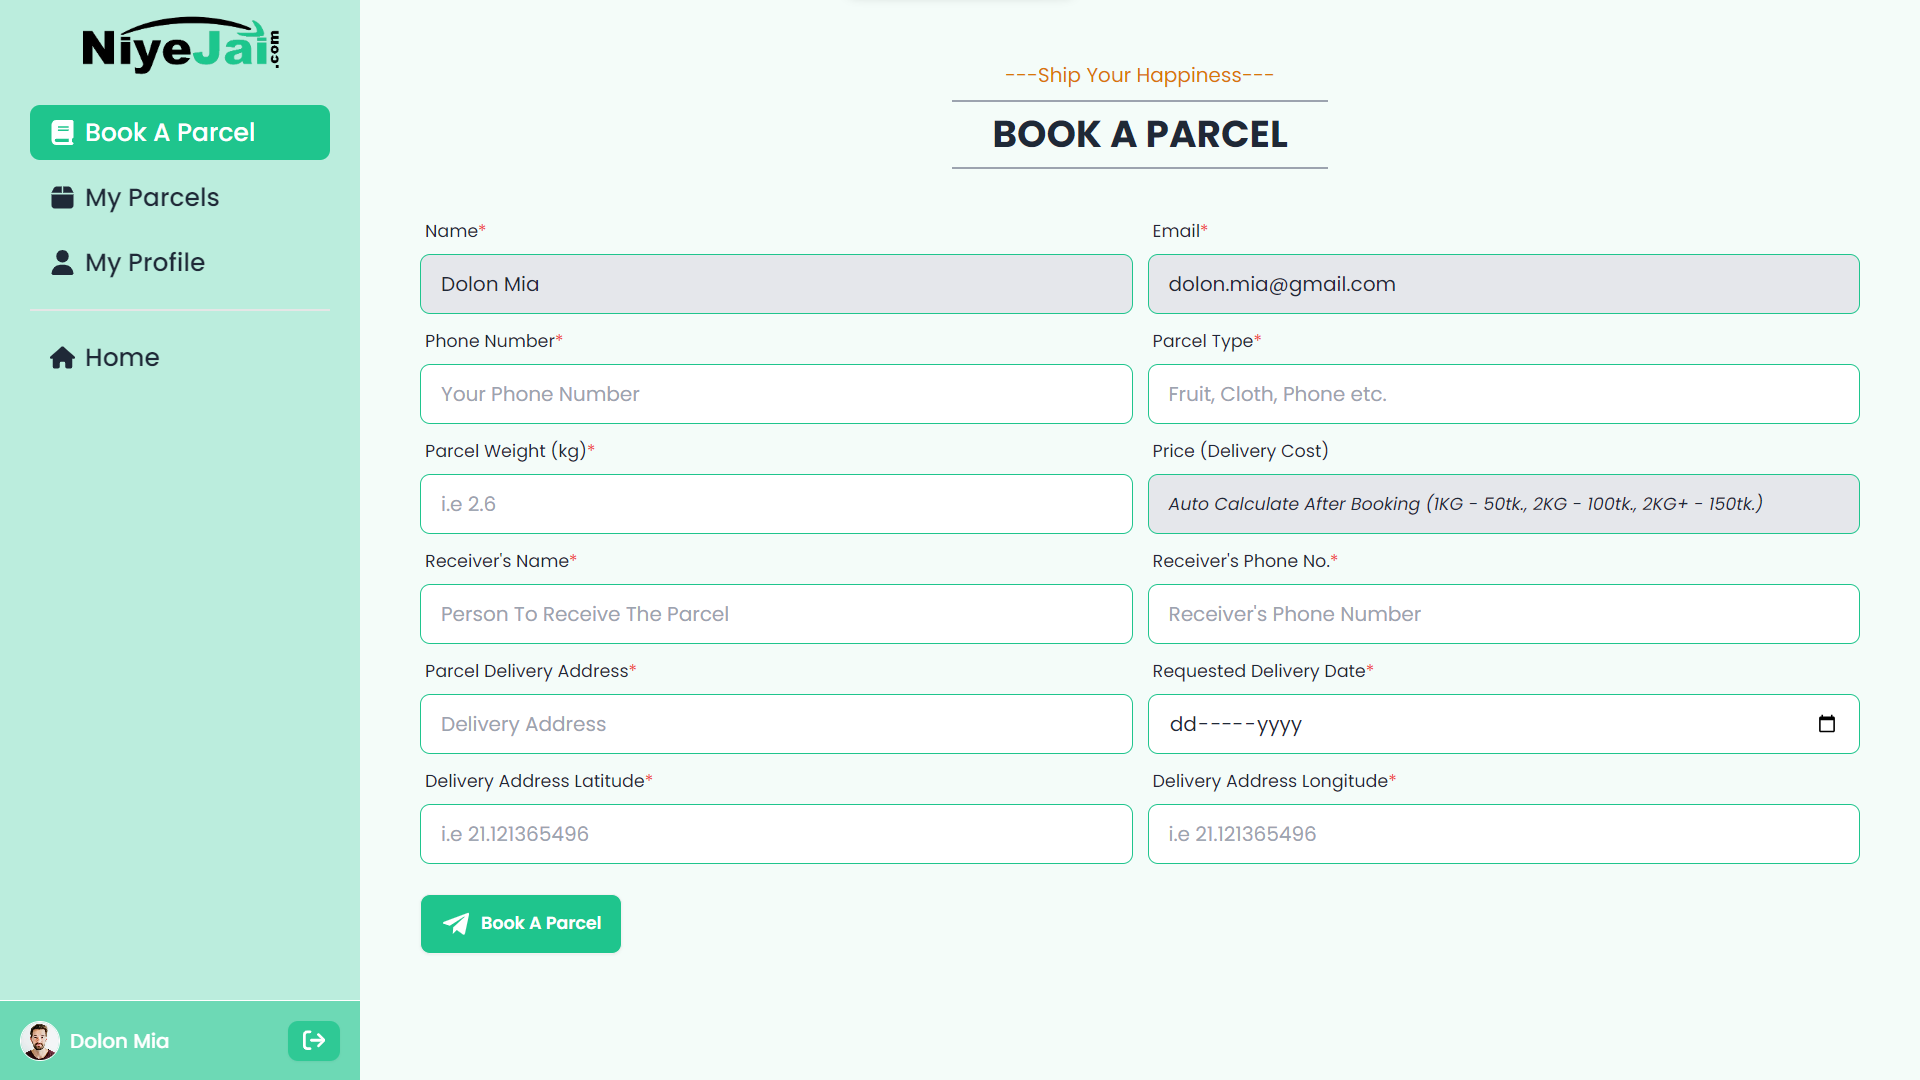 NiyeJai.com
Book A Parcel
My Parcels
My Profile
Home
Dolon Mia
---Ship Your Happiness---
BOOK A PARCEL
Name*
Email*
Dolon Mia
dolon.mia@gmail.com
Phone Number*
Parcel Type*
Your Phone Number
Fruit, Cloth, Phone etc.
Parcel Weight (kg)*
Price (Delivery Cost)
i.e 2.6
Auto Calculate After Booking (1KG - 50tk., 2KG - 100tk., 2KG+ - 150tk.)
Receiver's Name*
Receiver's Phone No.*
Person To Receive The Parcel
Receiver's Phone Number
Parcel Delivery Address*
Requested Delivery Date*
Delivery Address
dd-----yyyy
Delivery Address Latitude*
Delivery Address Longitude*
i.e 21.121365496
i.e 21.121365496
Book A Parcel